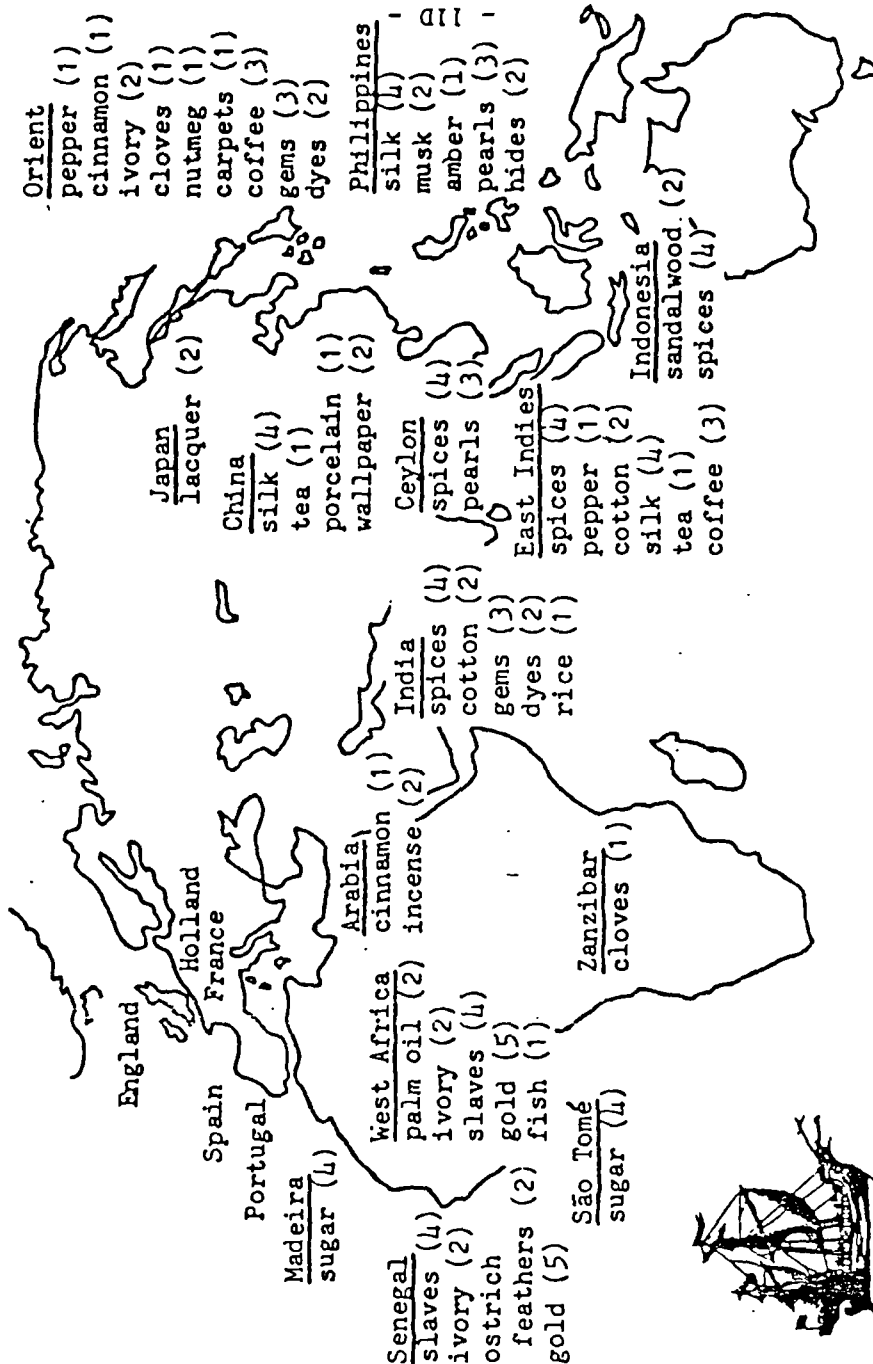 England
Holland
France
Spain
Portugal
Madeira
sugar (4)
Senegal
slaves (4)
ivory (2)
ostrich
feathers (2)
gold (5)
West Africa
palm oil (2)
ivory (2)
slaves (4)
gold (5)
fish (1)
São Tomé
sugar (4)
Arabia
cinnamon (1)
incense (2)
Zanzibar
cloves (1)
India
spices (4)
cotton (2)
gems (3)
dyes (2)
rice (1)
Japan
lacquer (2)
China
silk (4)
tea (1)
porcelain (1)
wallpaper (2)
Ceylon
spices (4)
pearls (3)
East Indies
spices (4)
pepper (1)
cotton (2)
silk (4)
tea (1)
coffee (3)
Indonesia
sandalwood (2)
spices (4)
Orient
pepper (1)
cinnamon (1)
ivory (2)
cloves (1)
nutmeg (1)
carpets (1)
coffee (3)
gems (3)
dyes (2)
Philippines
silk (4)
musk (2)
amber (1)
pearls (3)
hides (2)
- 11D -